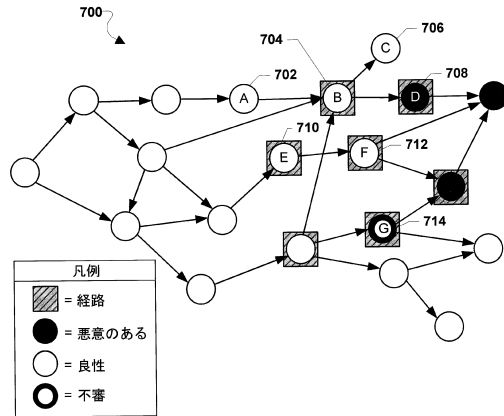 700
704
706
C
702
708
A
B
D
710
712
E
F
G
714
凡例
= 経路
= 悪意のある
= 良性
= 不審